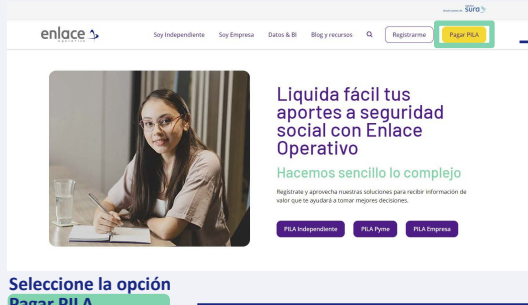 sura
enlace
operativo
Soy Independiente Soy Empresa Datos & BI Blog y recursos Registrarme Pagar PILA
Liquida fácil tus
aportes a seguridad
social con Enlace
Operativo
Hacemos sencillo lo complejo
Regístrate y aprovecha nuestras soluciones para recibir información de
valor que te ayudará a tomar mejores decisiones.
PILA Independiente PILA Pyme PILA Empresa
Seleccione la opción
Pagar PILA